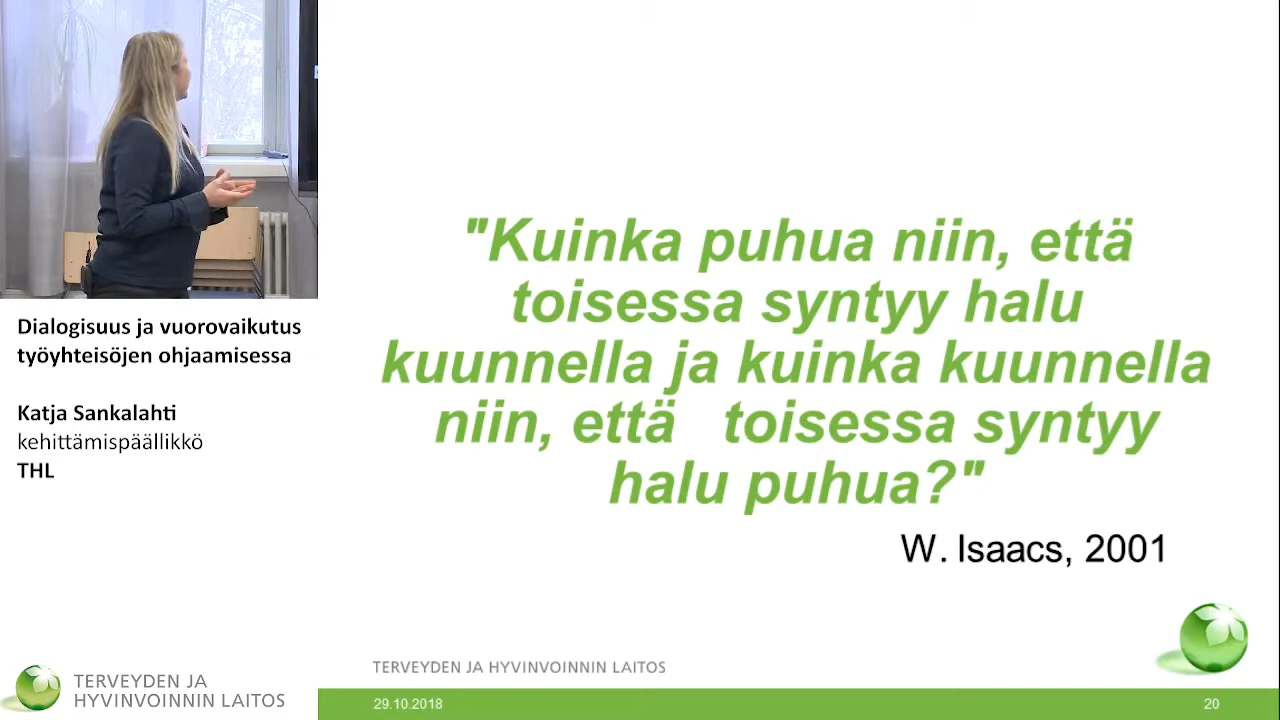 Dialogisuus ja vuorovaikutus
työyhteisöjen ohjaamisessa
Katja Sankalahti
kehittämispäällikkö
THL
TERVEYDEN JA
HYVINVOINNIN LAITOS
"Kuinka puhua niin, että
toisessa syntyy halu
kuunnella ja kuinka kuunnella
niin, että toisessa syntyy
halu puhua?"
W. Isaacs, 2001
TERVEYDEN JA HYVINVOINNIN LAITOS
29.10.2018
20